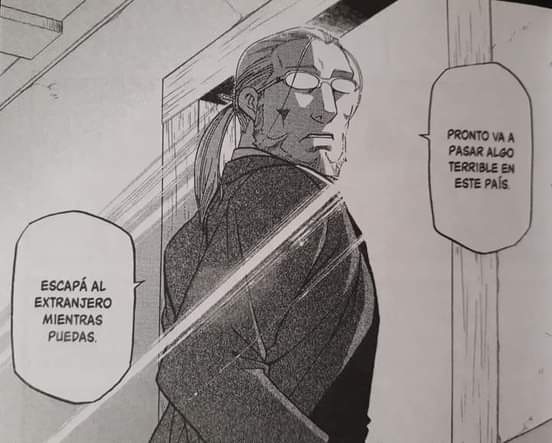 PRONTO VA A
PASAR ALGO
TERRIBLE EN
ESTE PAÍS.
ESCAPÁ AL
EXTRANJERO
MIENTRAS
PUEDAS.